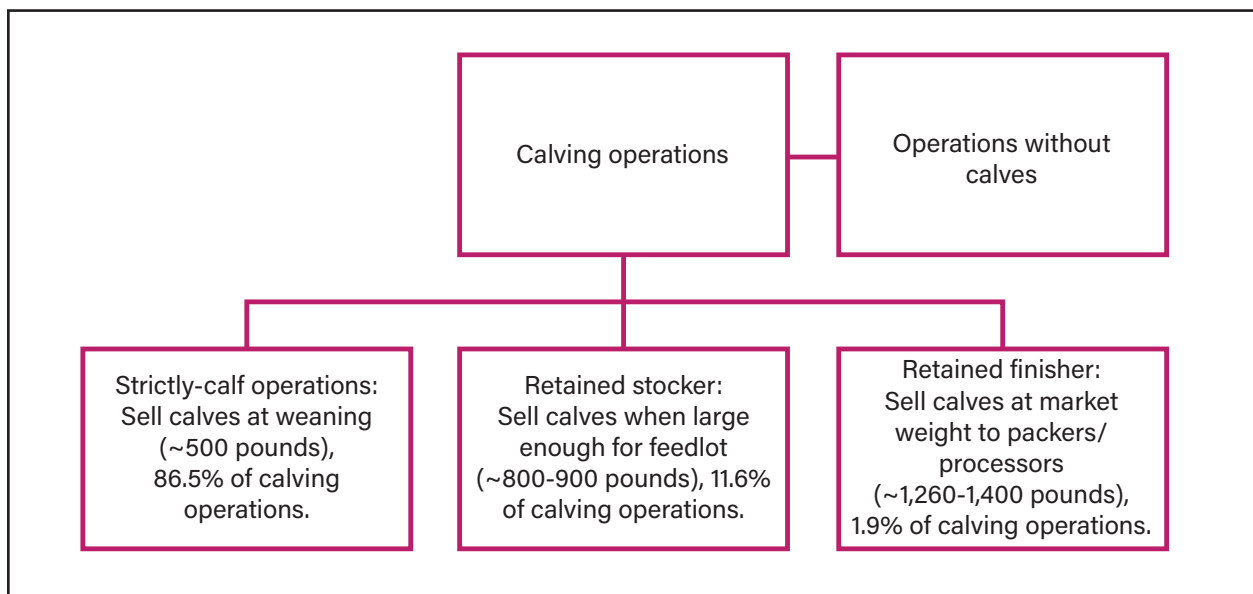 Calving operations
Operations without
calves
Strictly-calf operations:
Sell calves at weaning
(~500 pounds),
86.5% of calving
operations.
Retained stocker:
Sell calves when large
enough for feedlot
(~800-900 pounds), 11.6%
of calving operations.
Retained finisher:
Sell calves at market
weight to packers/
processors
(~1,260-1,400 pounds),
1.9% of calving operations.